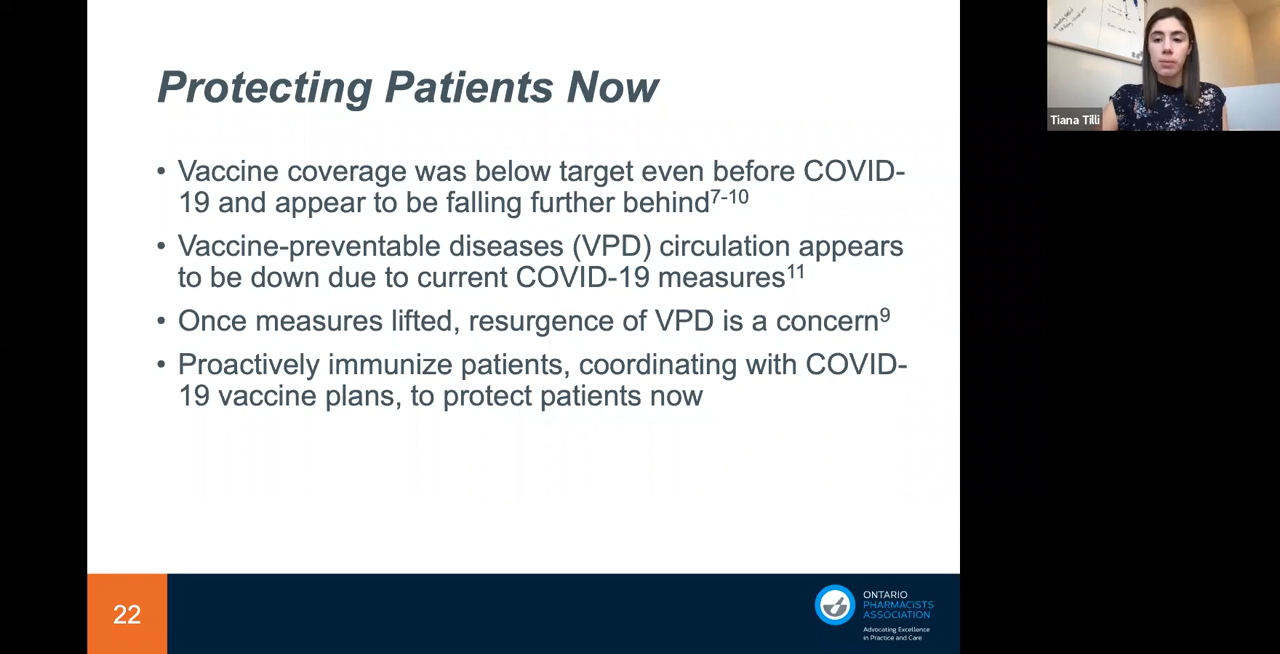 Protecting Patients Now
• Vaccine coverage was below target even before COVID-
19 and appear to be falling further behind7-10
• Vaccine-preventable diseases (VPD) circulation appears
to be down due to current COVID-19 measures11
• Once measures lifted, resurgence of VPD is a concern9
• Proactively immunize patients, coordinating with COVID-
19 vaccine plans, to protect patients now
22
ONTARIO
PHARMACISTS
ASSOCIATION
Advocating Excellence
in Practice and Care
Tiana Tilli